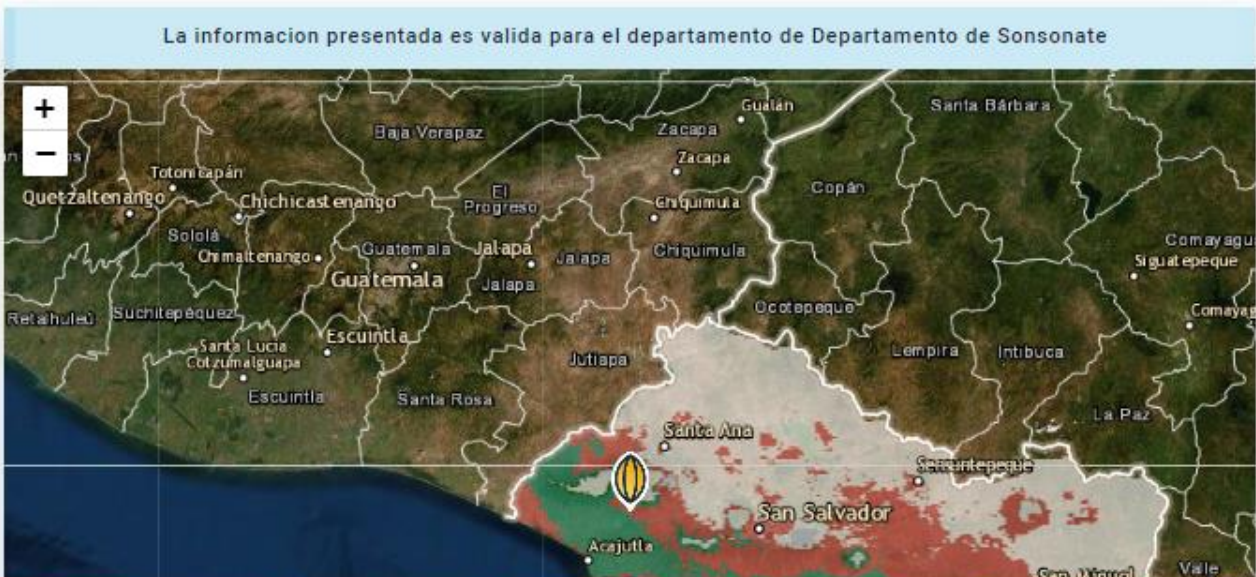 La informacion presentada es valida para el departamento de Departamento de Sonsonate
+
−
Gualán
Santa Bárbara
Baja Verapaz
Zacapa
Zacapa
Totonicapán
Quetzaltenango
Chichicastenango
El
Progreso
Copán
Chiquimula
Sololá
Chimaltenango
Guatemala
Jalapa
Jalapa
Chiquimula
Comayagu
Siguatepeque
Guatemala
Jalapa
Retalhuleú
Suchitepéquez
Ocotepeque
Comayag
Santa Lucía
Cotzumalguapa
Escuintla
Jutiapa
Lempira
Intibuca
Escuintla
Santa Rosa
La Paz
Santa Ana
Sensuntepeque
San Salvador
Acajutla
San Miguel
Valle